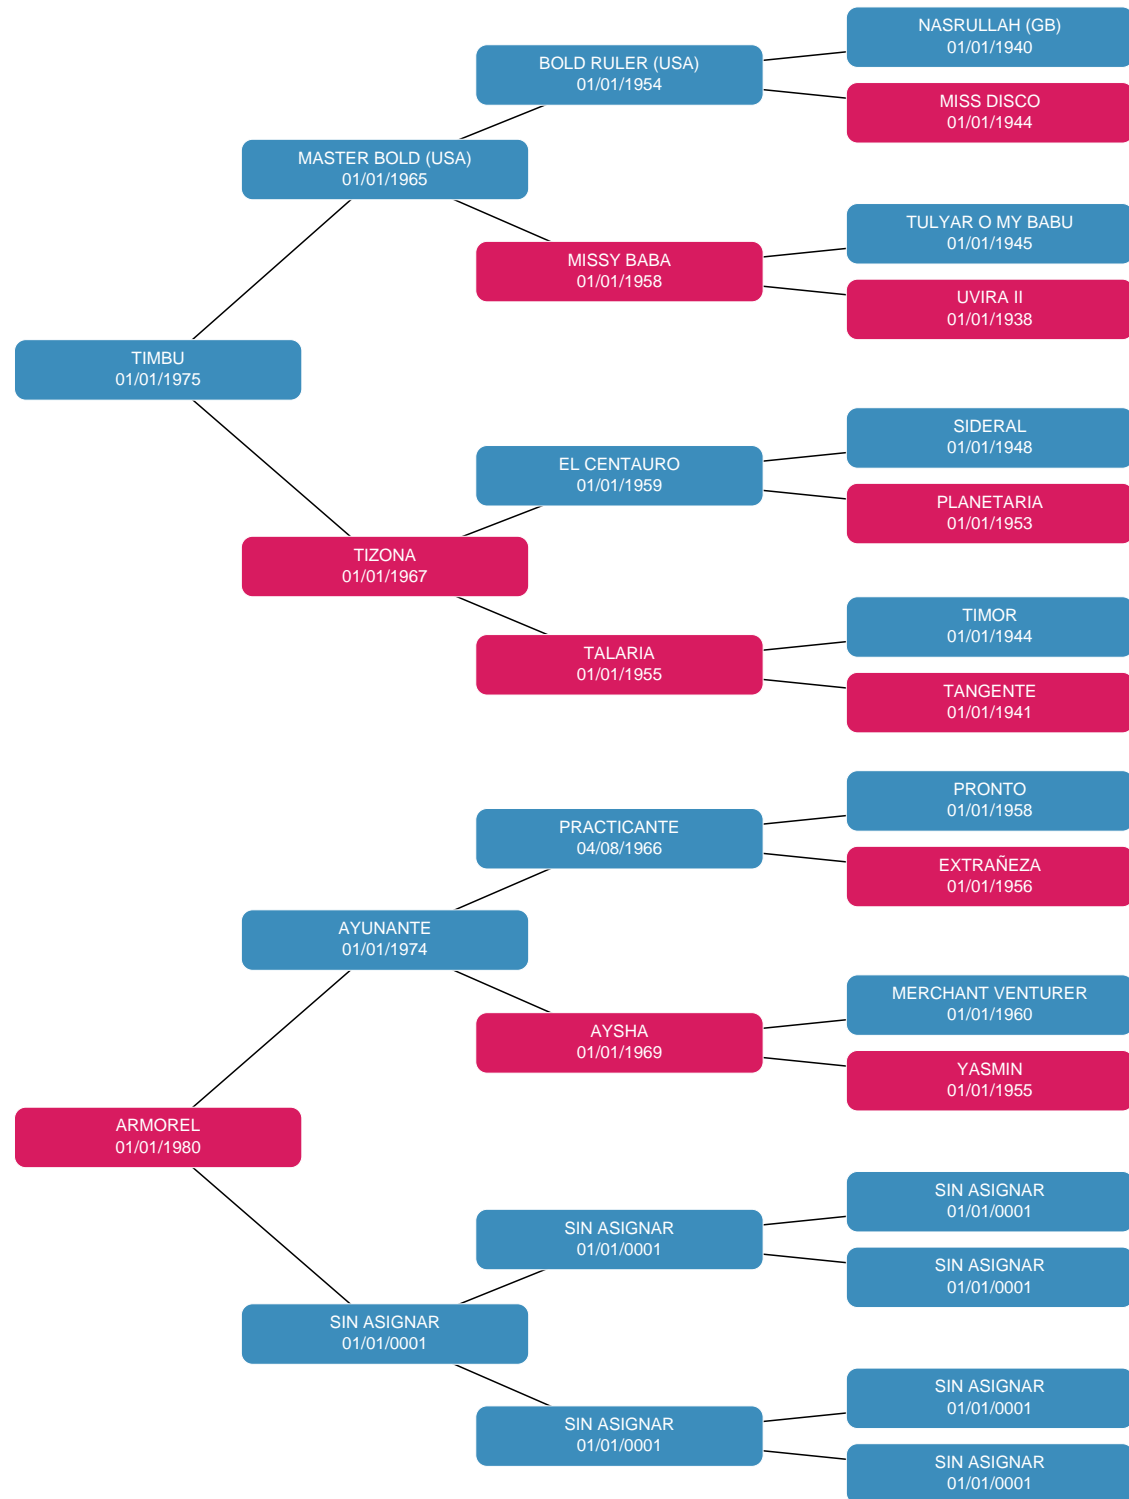 NASRULLAH (GB)
01/01/1940
BOLD RULER (USA)
01/01/1954
MISS DISCO
01/01/1944
MASTER BOLD (USA)
01/01/1965
TULYAR O MY BABU
01/01/1945
MISSY BABA
01/01/1958
UVIRA II
01/01/1938
TIMBU
01/01/1975
SIDERAL
01/01/1948
EL CENTAURO
01/01/1959
PLANETARIA
01/01/1953
TIZONA
01/01/1967
TIMOR
01/01/1944
TALARIA
01/01/1955
TANGENTE
01/01/1941
PRONTO
01/01/1958
PRACTICANTE
04/08/1966
EXTRAÑEZA
01/01/1956
AYUNANTE
01/01/1974
MERCHANT VENTURER
01/01/1960
AYSHA
01/01/1969
YASMIN
01/01/1955
ARMOREL
01/01/1980
SIN ASIGNAR
01/01/0001
SIN ASIGNAR
01/01/0001
SIN ASIGNAR
01/01/0001
SIN ASIGNAR
01/01/0001
SIN ASIGNAR
01/01/0001
SIN ASIGNAR
01/01/0001
SIN ASIGNAR
01/01/0001